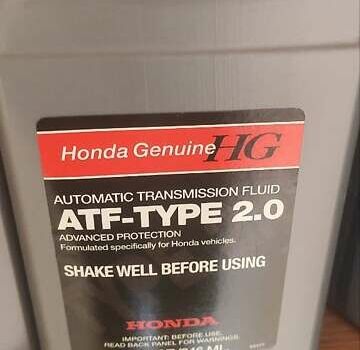 Honda Genuine HG
AUTOMATIC TRANSMISSION FLUID
ATF-TYPE 2.0
ADVANCED PROTECTION
Formulated specifically for Honda vehicles.
SHAKE WELL BEFORE USING
HONDA
IMPORTANT: BEFORE USE,
READ BACK PANEL FOR WARNINGS.